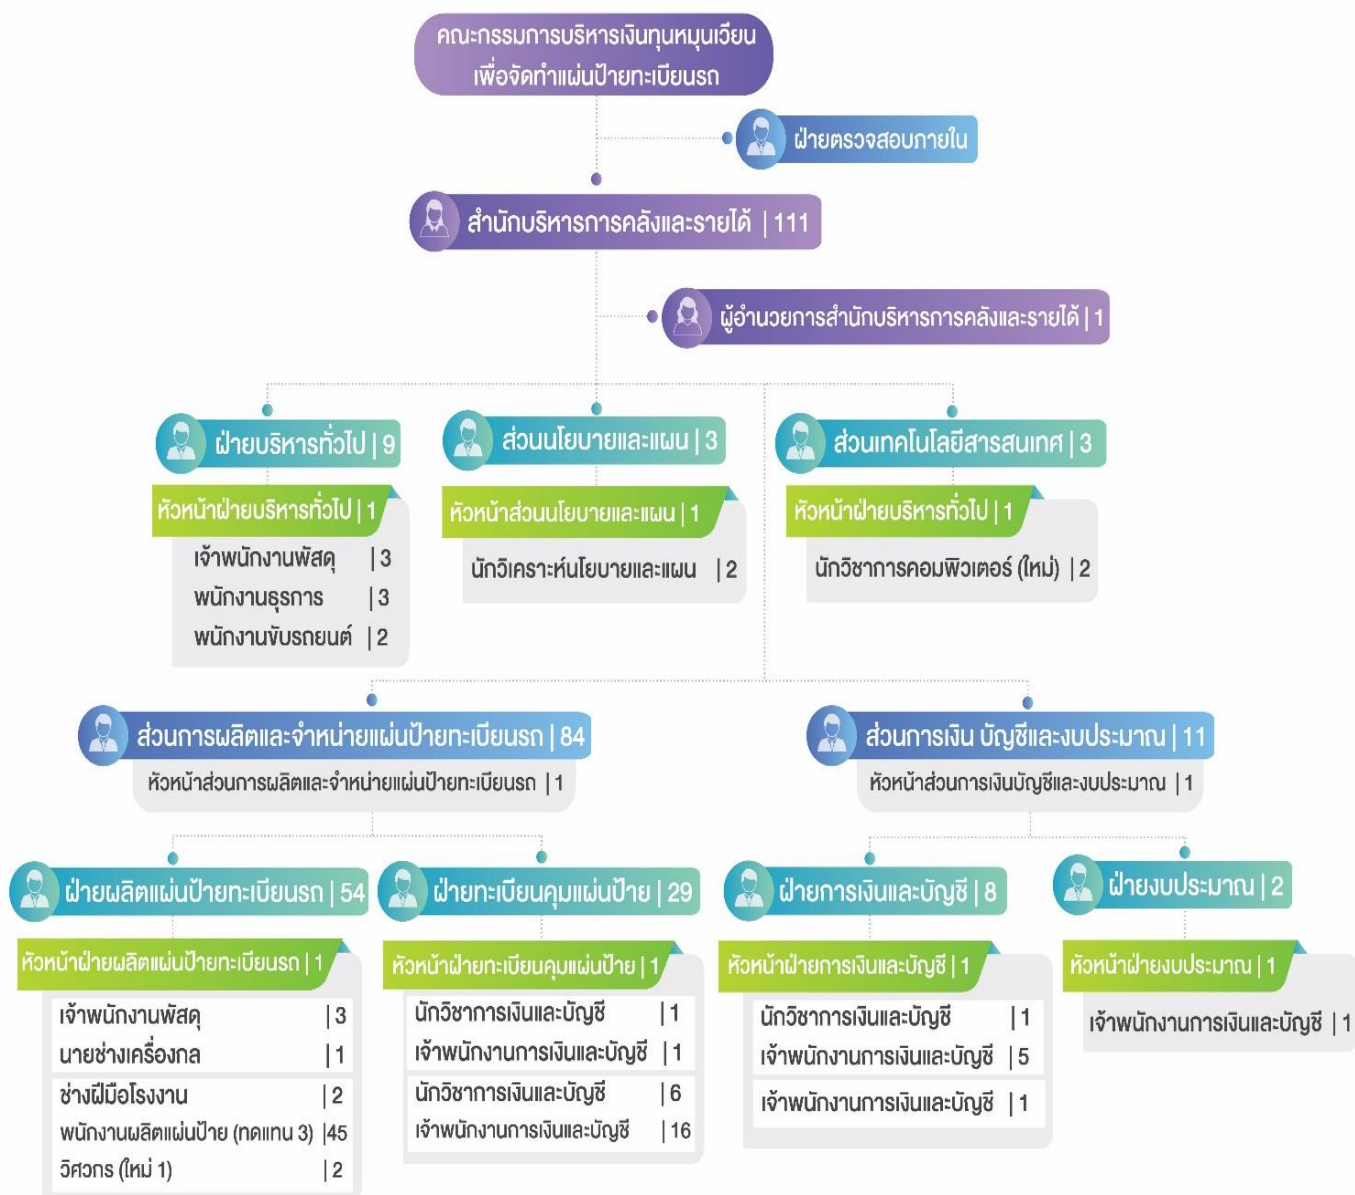 คณะกรรมการบริหารเงินทุนหมุนเวียน
เพื่อจัดทำแผ่นป้ายทะเบียนรถ
ฝ่ายตรวจสอบภายใน
สำนักบริหารการคลังและรายได้ | 111
ผู้อำนวยการสำนักบริหารการคลังและรายได้ | 1
ฝ่ายบริหารทั่วไป | 9
หัวหน้าฝ่ายบริหารทั่วไป | 1
เจ้าพนักงานพัสดุ | 3
พนักงานธุรการ | 3
พนักงานขับรถยนต์ | 2
ส่วนนโยบายและแผน | 3
หัวหน้าส่วนนโยบายและแผน | 1
นักวิเคราะห์นโยบายและแผน | 2
ส่วนเทคโนโลยีสารสนเทศ | 3
หัวหน้าฝ่ายบริหารทั่วไป | 1
นักวิชาการคอมพิวเตอร์ (ใหม่) | 2
ส่วนการผลิตและจำหน่ายแผ่นป้ายทะเบียนรถ | 84
หัวหน้าส่วนการผลิตและจำหน่ายแผ่นป้ายทะเบียนรถ | 1
ส่วนการเงิน บัญชีและงบประมาณ | 11
หัวหน้าส่วนการเงินบัญชีและงบประมาณ | 1
ฝ่ายผลิตแผ่นป้ายทะเบียนรถ | 54
หัวหน้าฝ่ายผลิตแผ่นป้ายทะเบียนรถ | 1
เจ้าพนักงานพัสดุ | 3
นายช่างเครื่องกล | 1
ช่างฝีมือโรงงาน | 2
พนักงานผลิตแผ่นป้าย (ทดแทน 3) | 45
วิศวกร (ใหม่ 1) | 2
ฝ่ายทะเบียนคุมแผ่นป้าย | 29
หัวหน้าฝ่ายทะเบียนคุมแผ่นป้าย | 1
นักวิชาการเงินและบัญชี | 1
เจ้าพนักงานการเงินและบัญชี | 1
นักวิชาการเงินและบัญชี | 6
เจ้าพนักงานการเงินและบัญชี | 16
ฝ่ายการเงินและบัญชี | 8
หัวหน้าฝ่ายการเงินและบัญชี | 1
นักวิชาการเงินและบัญชี | 1
เจ้าพนักงานการเงินและบัญชี | 5
เจ้าพนักงานการเงินและบัญชี | 1
ฝ่ายงบประมาณ | 2
หัวหน้าฝ่ายงบประมาณ | 1
เจ้าพนักงานการเงินและบัญชี | 1